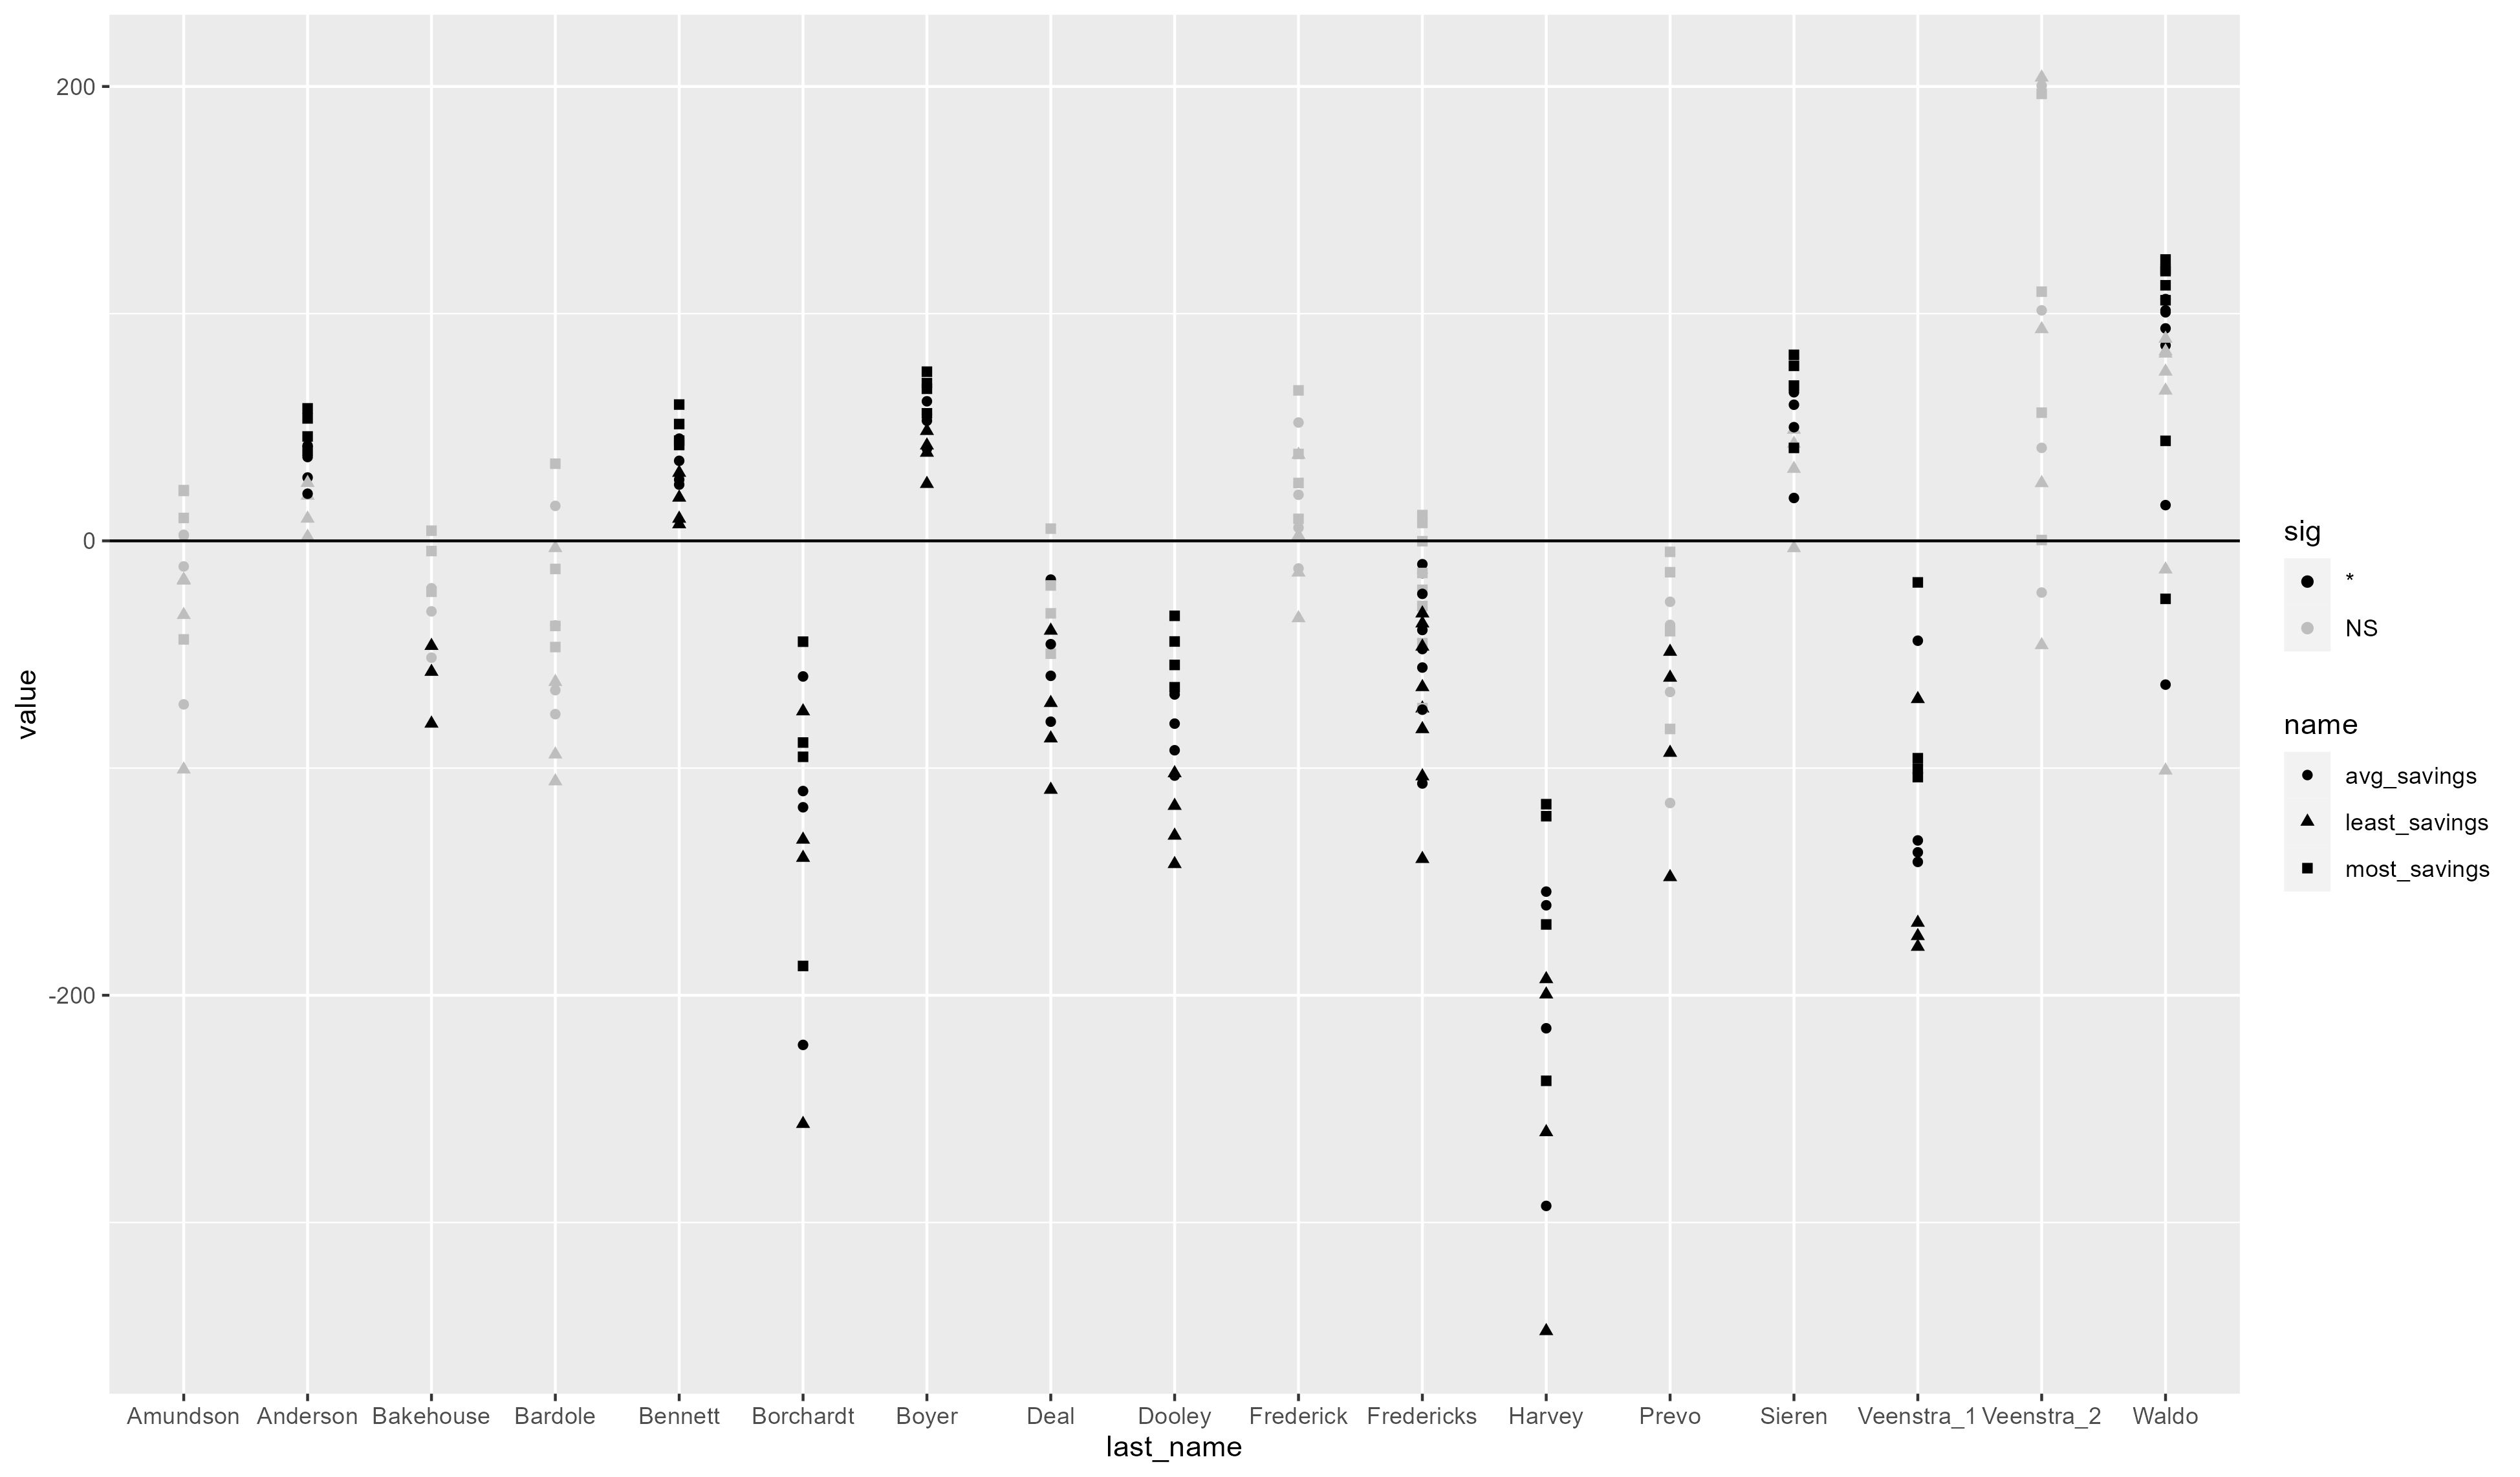 200
0
-200
value
Amundson Anderson Bakehouse Bardole Bennett Borchardt Boyer Deal Dooley Frederick Fredericks Harvey Prevo Sieren Veenstra_1 Veenstra_2 Waldo
last_name
sig
*
NS
name
avg_savings
least_savings
most_savings